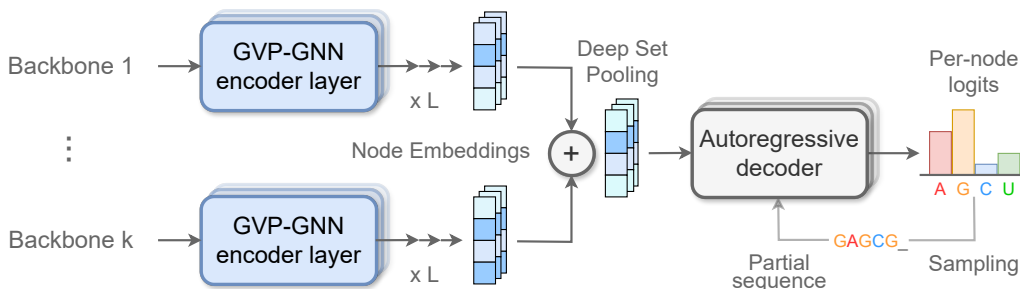 Backbone 1
GVP-GNN
encoder layer
x L
Deep Set
Pooling
Per-node
logits
⋮
Node Embeddings
+
Autoregressive
decoder
A G C U
Backbone k
GVP-GNN
encoder layer
x L
GAGCG_
Partial
sequence
Sampling